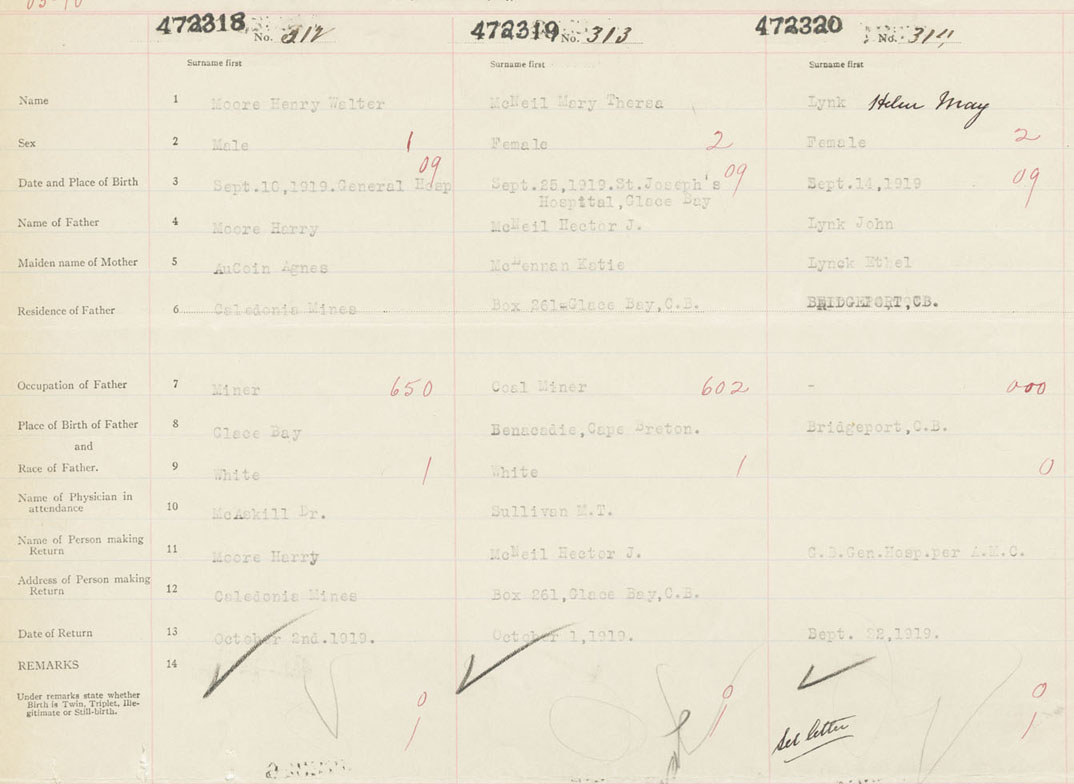 472318 No. 312 472319 No. 313 472320 No. 314
Surname first Surname first Surname first
Name 1 Moore Henry Walter McNeil Mary Thersa Lynk Helen May
Sex 2 Male 1 Female 2 Female 2
09 09 09
Date and Place of Birth 3 Sept.10,1919.General Hosp Sept.25,1919.St.Joseph's Sept.14,1919
Hospital,Glace Bay
Name of Father 4 Moore Harry McNeil Hector J. Lynk John
Maiden name of Mother 5 AuCoin Agnes Katie Lynck Ethel
Residence of Father 6 Caledonia Mines Box 261-Glace Bay,C.B. BRIDGEPORT,CB.
Occupation of Father 7 Miner 650 Coal Miner 602 - 000
Place of Birth of Father 8 Glace Bay Benacadie,Cape Breton. Bridgeport,C.B.
and
Race of Father. 9 White 1 White 1 0
Name of Physician in
attendance 10 McAskill Dr. Sullivan M.T.
Name of Person making
Return 11 Moore Harry McNeil Hector J. C.B.Gen.Hosp.per A.M.C.
Address of Person making
Return 12 Caledonia Mines Box 261,Glace Bay,C.B.
Date of Return 13 October 2nd.1919. October 1,1919. Sept. 22,1919.
REMARKS 14
Under remarks state whether
Birth is Twin, Triplet, Ille-
gitimate or Still-birth.
0 0 0
1 1 1
See letter